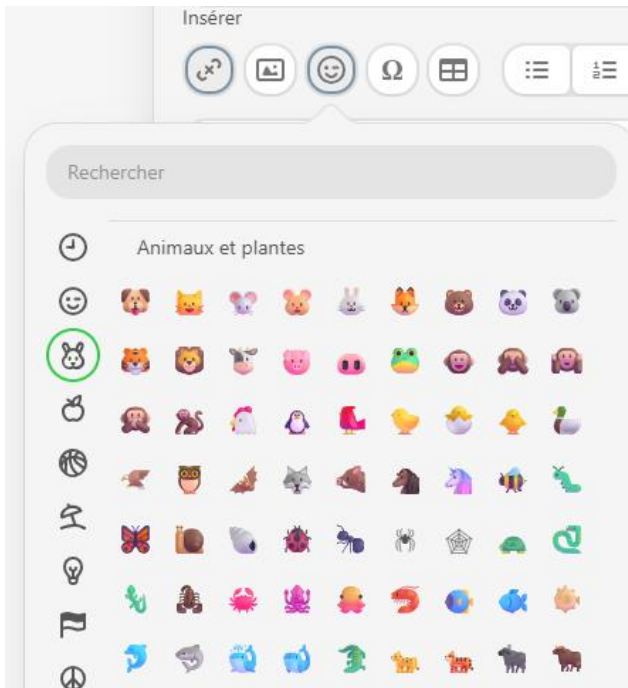 Insérer
Ω
Rechercher
Animaux et plantes